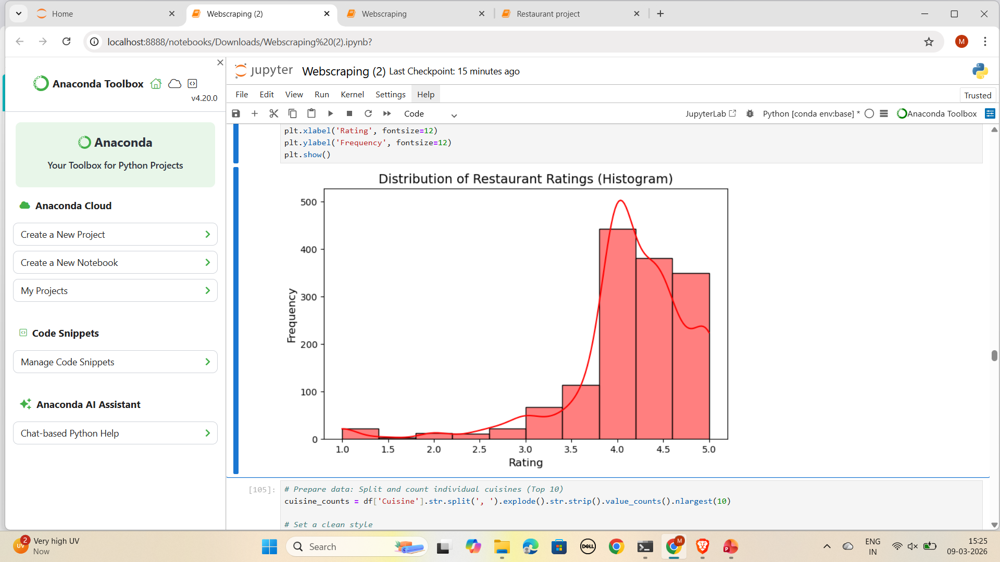 Home
Webscraping (2)
Webscraping
Restaurant project
localhost:8888/notebooks/Downloads/Webscraping%20(2).ipynb?
M
Anaconda Toolbox
v4.20.0
Anaconda
Your Toolbox for Python Projects
Anaconda Cloud
Create a New Project
Create a New Notebook
My Projects
Code Snippets
Manage Code Snippets
Anaconda AI Assistant
Chat-based Python Help
jupyter Webscraping (2) Last Checkpoint: 15 minutes ago
File Edit View Run Kernel Settings Help
Trusted
Code
JupyterLab
Python [conda env:base] *
Anaconda Toolbox
plt.xlabel('Rating', fontsize=12)
plt.ylabel('Frequency', fontsize=12)
plt.show()
Distribution of Restaurant Ratings (Histogram)
Frequency
500
400
300
200
100
0
1.0 1.5 2.0 2.5 3.0 3.5 4.0 4.5 5.0
Rating
[105]:
# Prepare data: Split and count individual cuisines (Top 10)
cuisine_counts = df['Cuisine'].str.split(', ').explode().str.strip().value_counts().nlargest(10)
# Set a clean style
UV
2
Very high UV
Now
Search
DELL
M
P
ENG
IN
15:25
09-03-2026